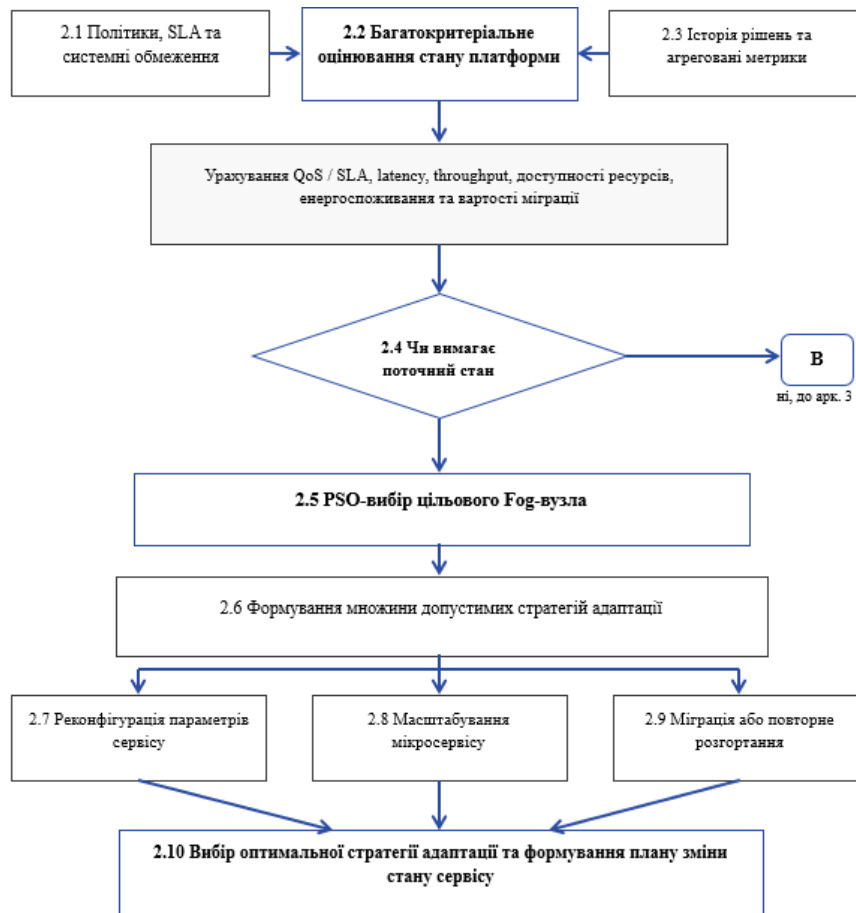 2.1 Політики, SLA та
системні обмеження
2.2 Багатокритеріальне
оцінювання стану платформи
2.3 Історія рішень та
агреговані метрики
Урахування QoS / SLA, latency, throughput, доступності ресурсів,
енергоспоживання та вартості міграції
2.4 Чи вимагає
поточний стан
В
ні, до арк. 3
2.5 PSO-вибір цільового Fog-вузла
2.6 Формування множини допустимих стратегій адаптації
2.7 Реконфігурація параметрів
сервісу
2.8 Масштабування
мікросервісу
2.9 Міграція або повторне
розгортання
2.10 Вибір оптимальної стратегії адаптації та формування плану зміни
стану сервісу